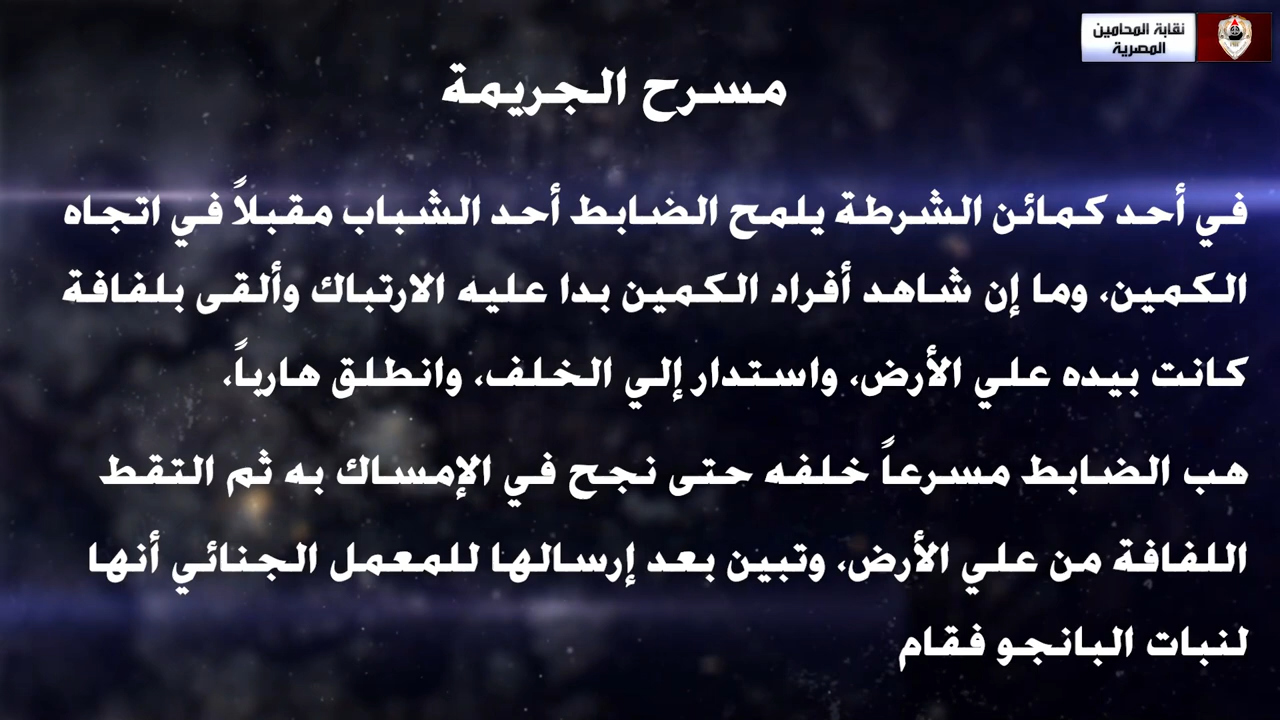 نقابة المحامين
المصرية
مسرح الجريمة
في أحد كمائن الشرطة يلمح الضابط أحد الشباب مقبلاً في اتجاه
الكمين، وما إن شاهد أفراد الكمين بدا عليه الارتباك وألقى بلفافة
كانت بيده علي الأرض، واستدار إلي الخلف، وانطلق هارباً،
هب الضابط مسرعاً خلفه حتى نجح في الإمساك به ثم التقط
اللفافة من علي الأرض، وتبين بعد إرسالها للمعمل الجنائي أنها
لنبات البانجو فقام